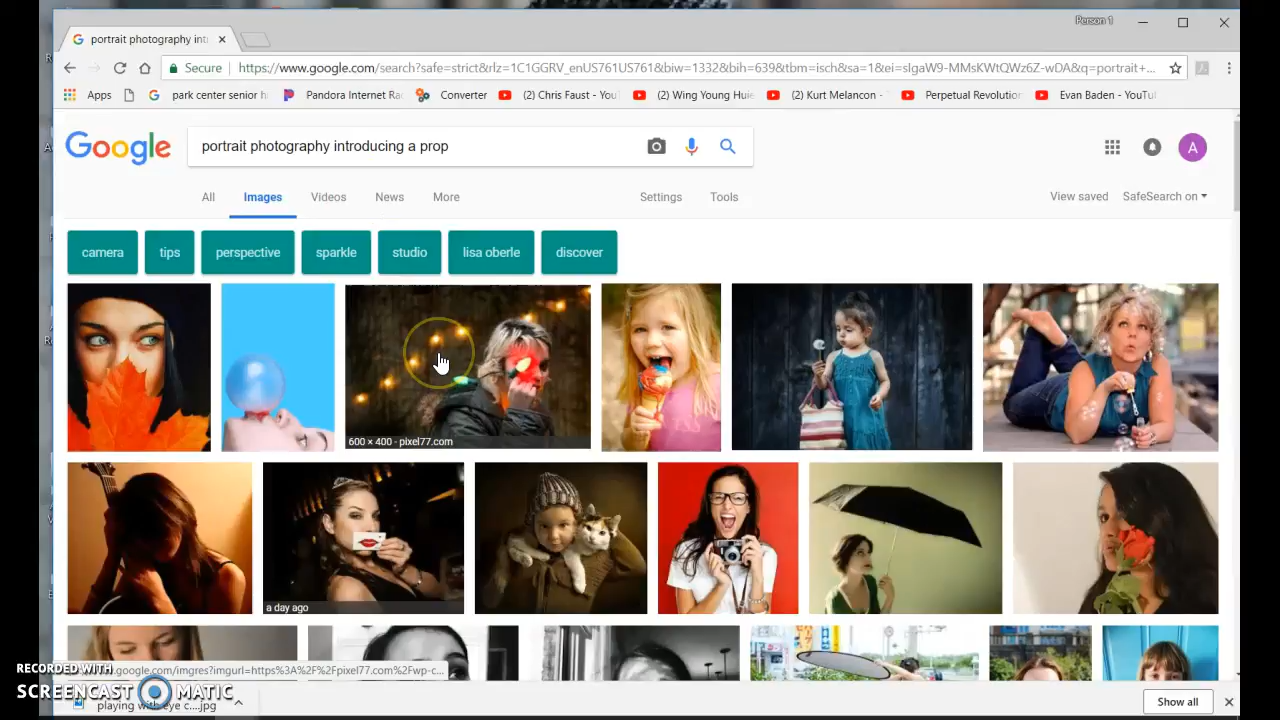 Person 1
portrait photography int
Secure
https://www.google.com/search?safe=strict&rlz=1C1GGRV_enUS761US761&biw=1332&bih=639&tbm=isch&sa=1&ei=sIgaW9-MMsKWtQWz6Z-wDA&q=portrait+...
Apps
park center senior h
Pandora Internet Ra
Converter
(2) Chris Faust - You
(2) Wing Young Huie
(2) Kurt Melancon -
Perpetual Revolution
Evan Baden - YouTu
Google
portrait photography introducing a prop
A
All
Images
Videos
News
More
Settings
Tools
View saved
SafeSearch on
camera
tips
perspective
sparkle
studio
lisa oberle
discover
600 × 400 - pixel77.com
a day ago
.google.com/imgres?imgurl=https%3A%2F%2Fpixel77.com%2Fwp-c...
RECORDED WITH
SCREENCAST MATIC
playing with eye c....jpg
Show all